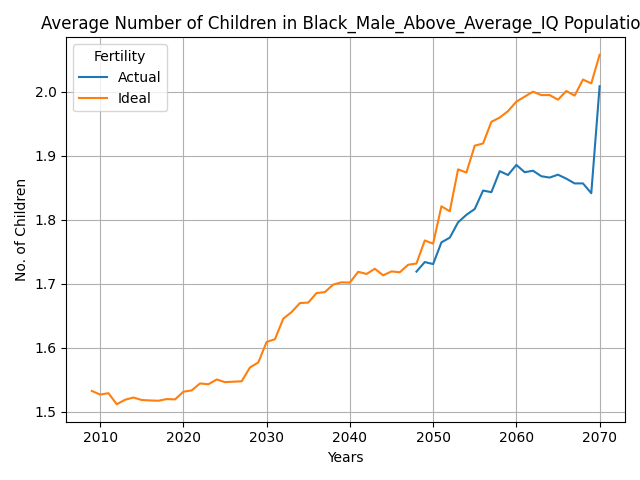 Average Number of Children in Black_Male_Above_Average_IQ Populatio
Fertility
Actual
Ideal
No. of Children
2.0
1.9
1.8
1.7
1.6
1.5
2010 2020 2030 2040 2050 2060 2070
Years